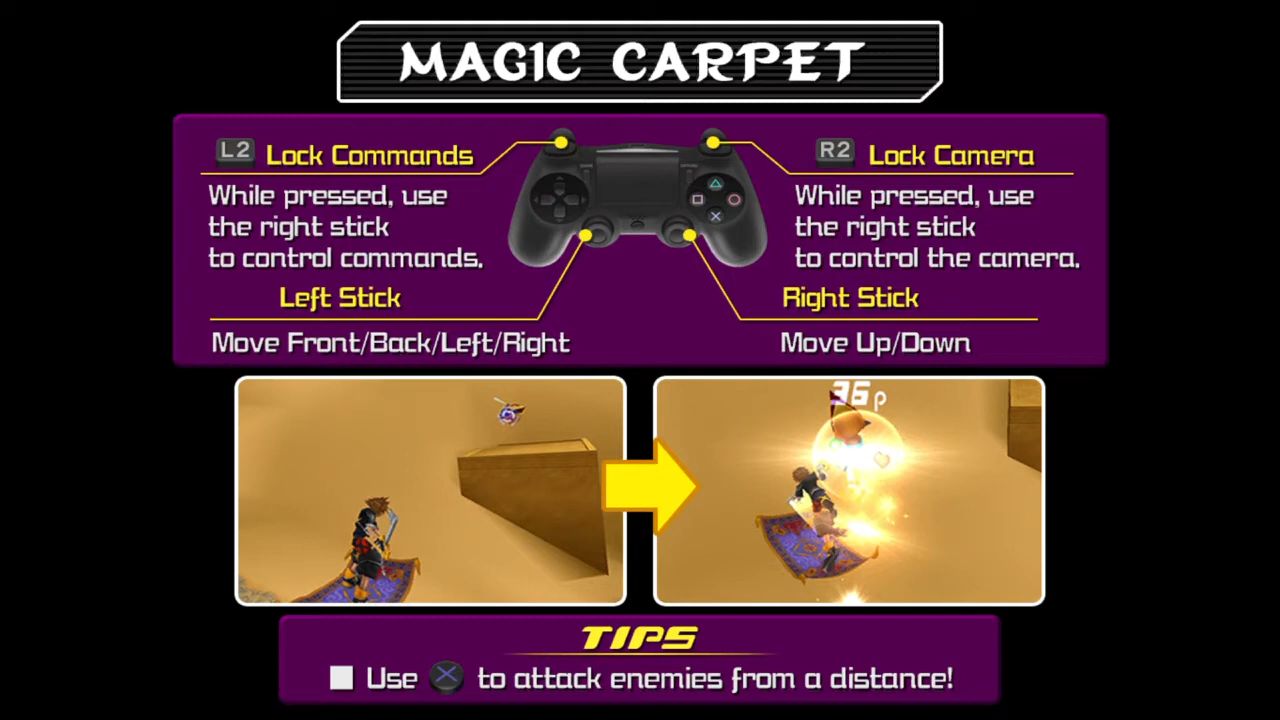 MAGIC CARPET
L2 Lock Commands
While pressed, use
the right stick
to control commands.
Left Stick
Move Front/Back/Left/Right
R2 Lock Camera
While pressed, use
the right stick
to control the camera.
Right Stick
Move Up/Down
36 p
TIPS
Use to attack enemies from a distance!